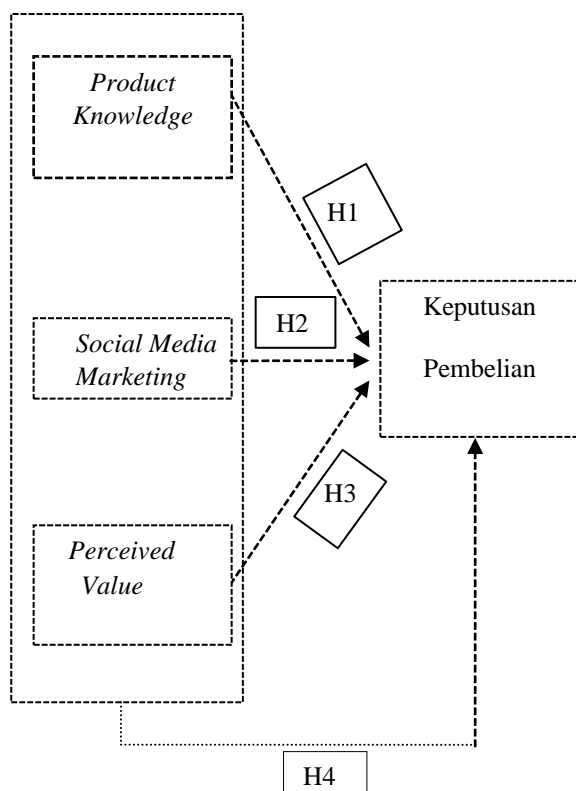 Product
Knowledge
H1
Keputusan
Pembelian
H2
Social Media
Marketing
H3
Perceived
Value
H4